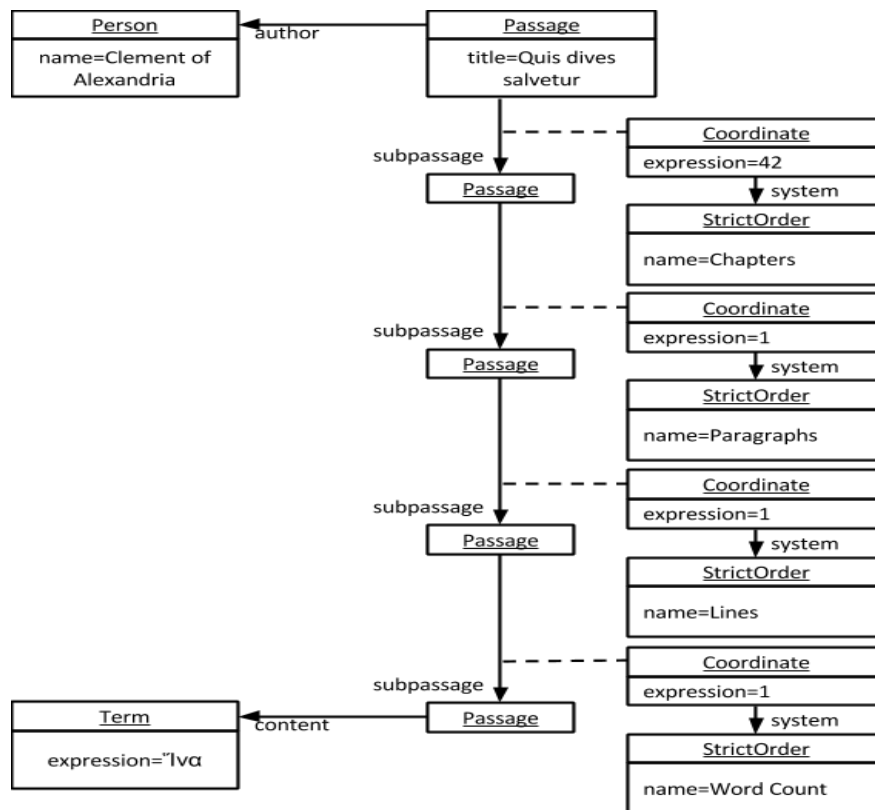 Person
name=Clement of
Alexandria
author
Passage
title=Quis dives
salvetur
subpassage
Coordinate
expression=42
system
Passage
StrictOrder
name=Chapters
Coordinate
expression=1
subpassage
system
Passage
StrictOrder
name=Paragraphs
Coordinate
expression=1
subpassage
system
Passage
StrictOrder
name=Lines
Coordinate
expression=1
subpassage
system
Passage
Term
content
expression=Ἵνα
StrictOrder
name=Word Count